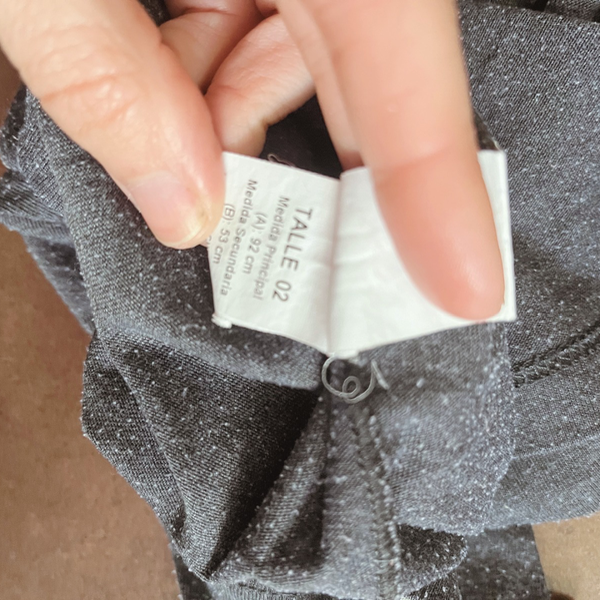 TALLE 02
Medida Principal
(A): 92 cm
Medida Secundaria
(B): 53 cm